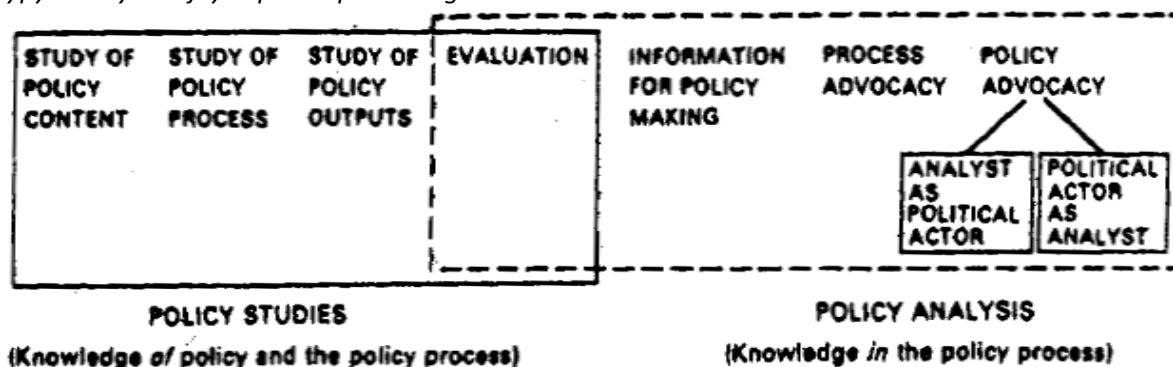 STUDY OF STUDY OF STUDY OF EVALUATION INFORMATION PROCESS POLICY
POLICY POLICY POLICY FOR POLICY ADVOCACY ADVOCACY
CONTENT PROCESS OUTPUTS MAKING
ANALYST POLITICAL
AS ACTOR
POLITICAL AS
ACTOR ANALYST
POLICY STUDIES POLICY ANALYSIS
(Knowledge of policy and the policy process) (Knowledge in the policy process)